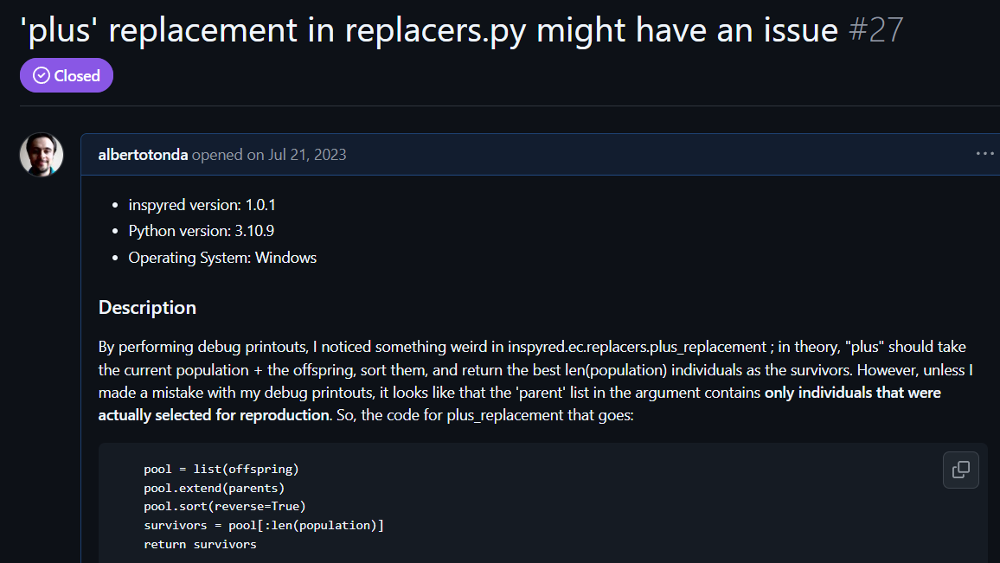 'plus' replacement in replacers.py might have an issue #27
Closed
albertotonda opened on Jul 21, 2023
inspyred version: 1.0.1
Python version: 3.10.9
Operating System: Windows
Description
By performing debug printouts, I noticed something weird in inspyred.ec.replacers.plus_replacement ; in theory, "plus" should take
the current population + the offspring, sort them, and return the best len(population) individuals as the survivors. However, unless I
made a mistake with my debug printouts, it looks like that the 'parent' list in the argument contains only individuals that were
actually selected for reproduction. So, the code for plus_replacement that goes:
pool = list(offspring)
pool.extend(parents)
pool.sort(reverse=True)
survivors = pool[:len(population)]
return survivors